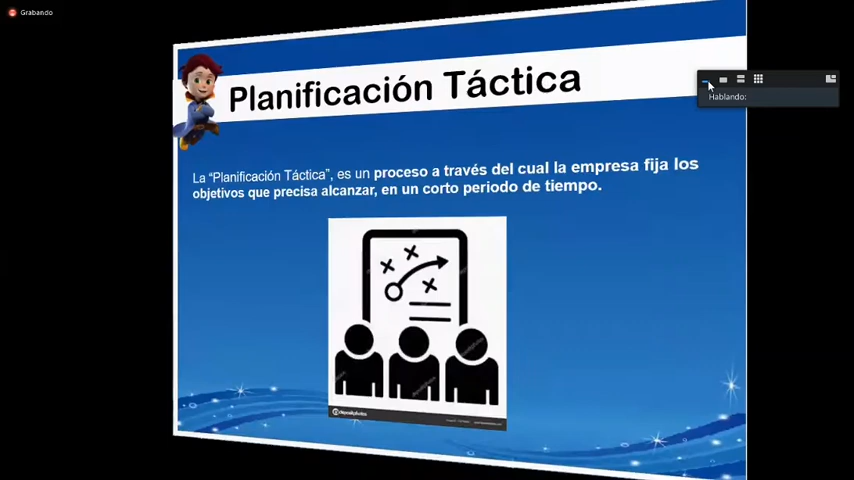 Grabando
Planificación Táctica
Hablando:
La “Planificación Táctica”, es un proceso a través del cual la empresa fija los
objetivos que precisa alcanzar, en un corto periodo de tiempo.
depositphotos